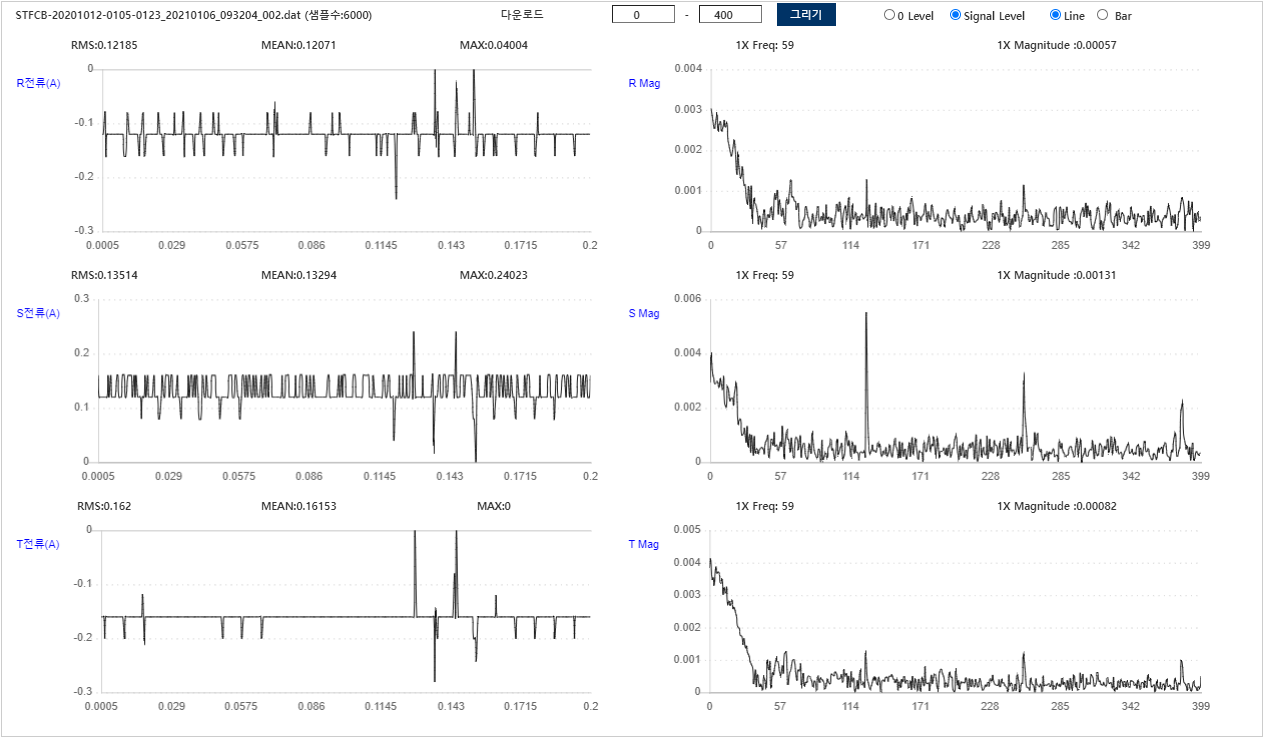 STFCB-20201012-0105-0123_20210106_093204_002.dat (샘플수:6000) 다운로드 0 - 400 그리기 0 Level Signal Level Line Bar
RMS:0.12185 MEAN:0.12071 MAX:0.04004 1X Freq: 59 1X Magnitude :0.00057
R전류(A)
0
-0.1
-0.2
-0.3
0.0005 0.029 0.0575 0.086 0.1145 0.143 0.1715 0.2
R Mag
0.004
0.003
0.002
0.001
0
0 57 114 171 228 285 342 399
RMS:0.13514 MEAN:0.13294 MAX:0.24023 1X Freq: 59 1X Magnitude :0.00131
S전류(A)
0.3
0.2
0.1
0
0.0005 0.029 0.0575 0.086 0.1145 0.143 0.1715 0.2
S Mag
0.006
0.004
0.002
0
0 57 114 171 228 285 342 399
RMS:0.162 MEAN:0.16153 MAX:0 1X Freq: 59 1X Magnitude :0.00082
T전류(A)
0
-0.1
-0.2
-0.3
0.0005 0.029 0.0575 0.086 0.1145 0.143 0.1715 0.2
T Mag
0.005
0.004
0.003
0.002
0.001
0
0 57 114 171 228 285 342 399